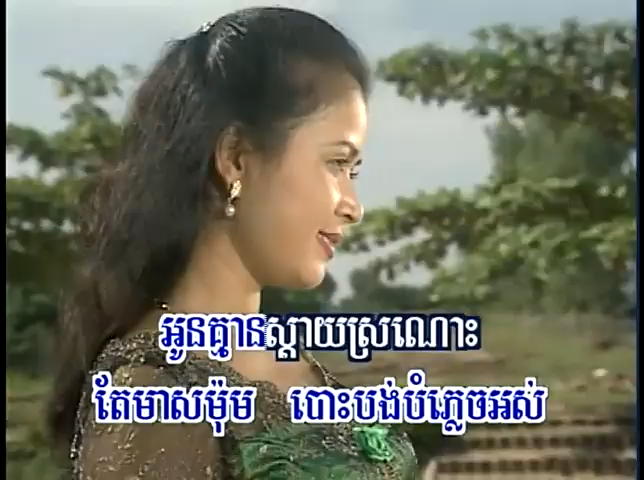 អូនគ្មានស្ដាយស្រណោះ
តែមាសម៉ុម បោះបង់បំភ្លេចអស់